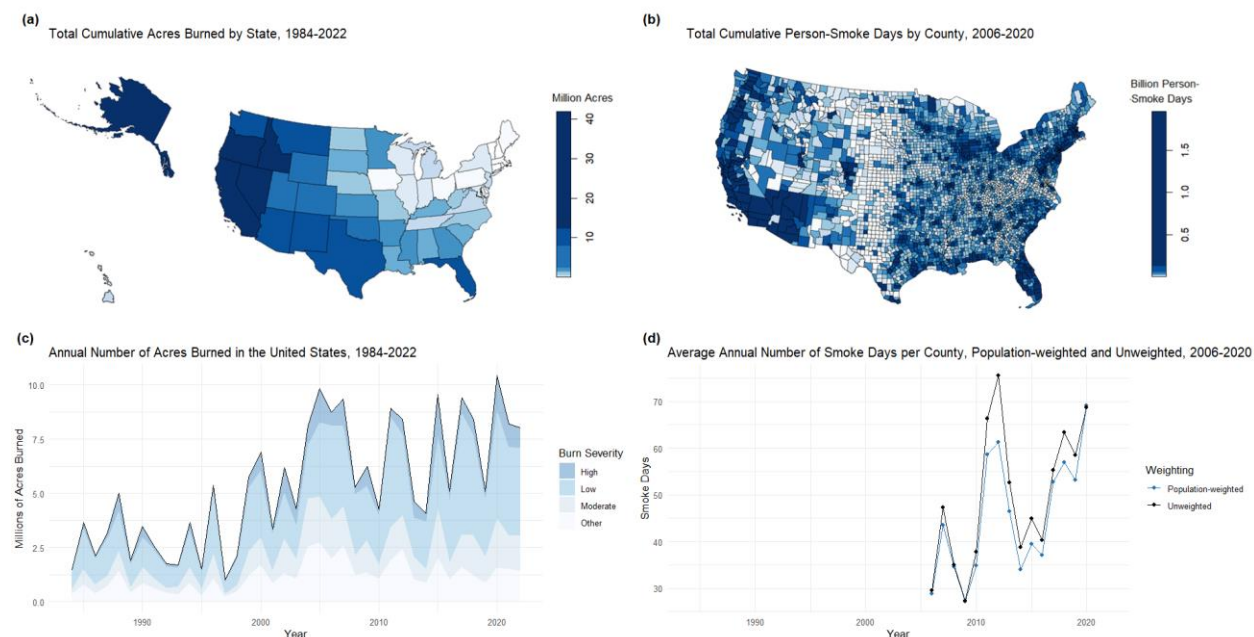 (a)
Total Cumulative Acres Burned by State, 1984-2022
Million Acres
40
30
20
10
(b)
Total Cumulative Person-Smoke Days by County, 2006-2020
Billion Person-
Smoke Days
1.5
1.0
0.5
(c)
Annual Number of Acres Burned in the United States, 1984-2022
Millions of Acres Burned
10.0
7.5
5.0
2.5
0.0
1990
2000
2010
2020
Year
Burn Severity
High
Low
Moderate
Other
(d)
Average Annual Number of Smoke Days per County, Population-weighted and Unweighted, 2006-2020
Smoke Days
70
60
50
40
30
1990
2000
2010
2020
Year
Weighting
Population-weighted
Unweighted